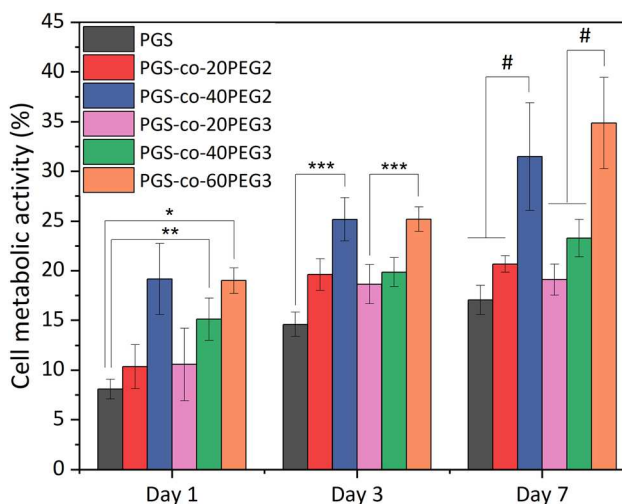 Cell metabolic activity (%)
45
40
35
30
25
20
15
10
5
0
PGS
PGS-co-20PEG2
PGS-co-40PEG2
PGS-co-20PEG3
PGS-co-40PEG3
PGS-co-60PEG3
*
**
***
***
#
#
Day 1
Day 3
Day 7